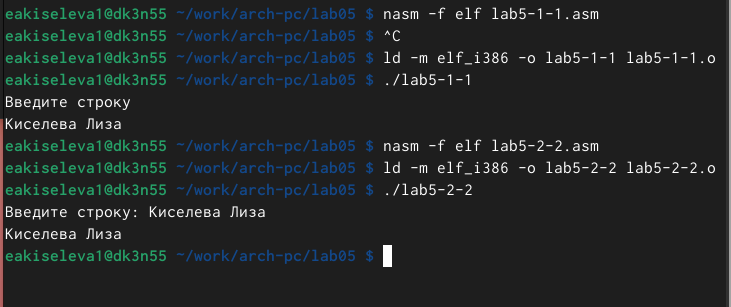 eakiseleva1@dk3n55 ~/work/arch-pc/lab05 $ nasm -f elf lab5-1-1.asm
eakiseleva1@dk3n55 ~/work/arch-pc/lab05 $ ^C
eakiseleva1@dk3n55 ~/work/arch-pc/lab05 $ ld -m elf_i386 -o lab5-1-1 lab5-1-1.o
eakiseleva1@dk3n55 ~/work/arch-pc/lab05 $ ./lab5-1-1
Введите строку
Киселева Лиза
eakiseleva1@dk3n55 ~/work/arch-pc/lab05 $ nasm -f elf lab5-2-2.asm
eakiseleva1@dk3n55 ~/work/arch-pc/lab05 $ ld -m elf_i386 -o lab5-2-2 lab5-2-2.o
eakiseleva1@dk3n55 ~/work/arch-pc/lab05 $ ./lab5-2-2
Введите строку: Киселева Лиза
Киселева Лиза
eakiseleva1@dk3n55 ~/work/arch-pc/lab05 $